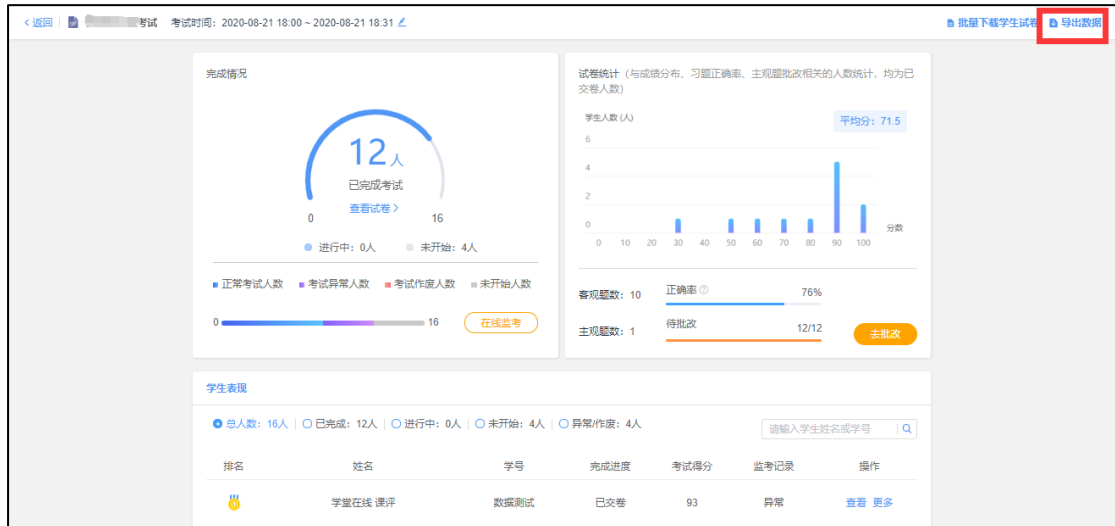 <返回 考试 考试时间：2020-08-21 18:00 ~ 2020-08-21 18:31 批量下载学生试卷 导出数据
完成情况
12人
已完成考试
查看试卷>
0 16
进行中：0人 未开始：4人
正常考试人数 考试异常人数 考试作废人数 未开始人数
0 16 在线监考
试卷统计（与成绩分布、习题正确率、主观题批改相关的人数统计，均为已
交卷人数）
学生人数(人) 平均分：71.5
6
4
2
0 分数
0 10 20 30 40 50 60 70 80 90 100
客观题数：10 正确率 76%
主观题数：1 待批改 12/12 去批改
学生表现
总人数：16人 已完成：12人 进行中：0人 未开始：4人 异常/作废：4人 请输入学生姓名或学号
排名 姓名 学号 完成进度 考试得分 监考记录 操作
1 学堂在线 课评 数据测试 已交卷 93 异常 查看 更多